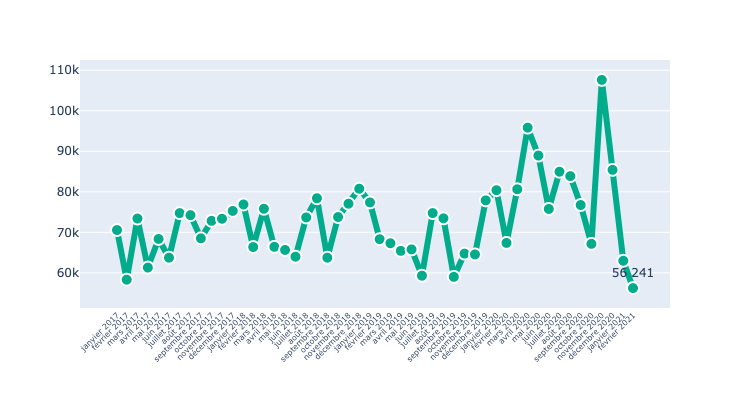 110k
100k
90k
80k
70k
60k
56,241
janvier 2017
février 2017
mars 2017
avril 2017
mai 2017
juin 2017
juillet 2017
août 2017
septembre 2017
octobre 2017
novembre 2017
décembre 2017
janvier 2018
février 2018
mars 2018
avril 2018
mai 2018
juin 2018
juillet 2018
août 2018
septembre 2018
octobre 2018
novembre 2018
décembre 2018
janvier 2019
février 2019
mars 2019
avril 2019
mai 2019
juin 2019
juillet 2019
août 2019
septembre 2019
octobre 2019
novembre 2019
décembre 2019
janvier 2020
février 2020
mars 2020
avril 2020
mai 2020
juin 2020
juillet 2020
août 2020
septembre 2020
octobre 2020
novembre 2020
décembre 2020
janvier 2021
février 2021